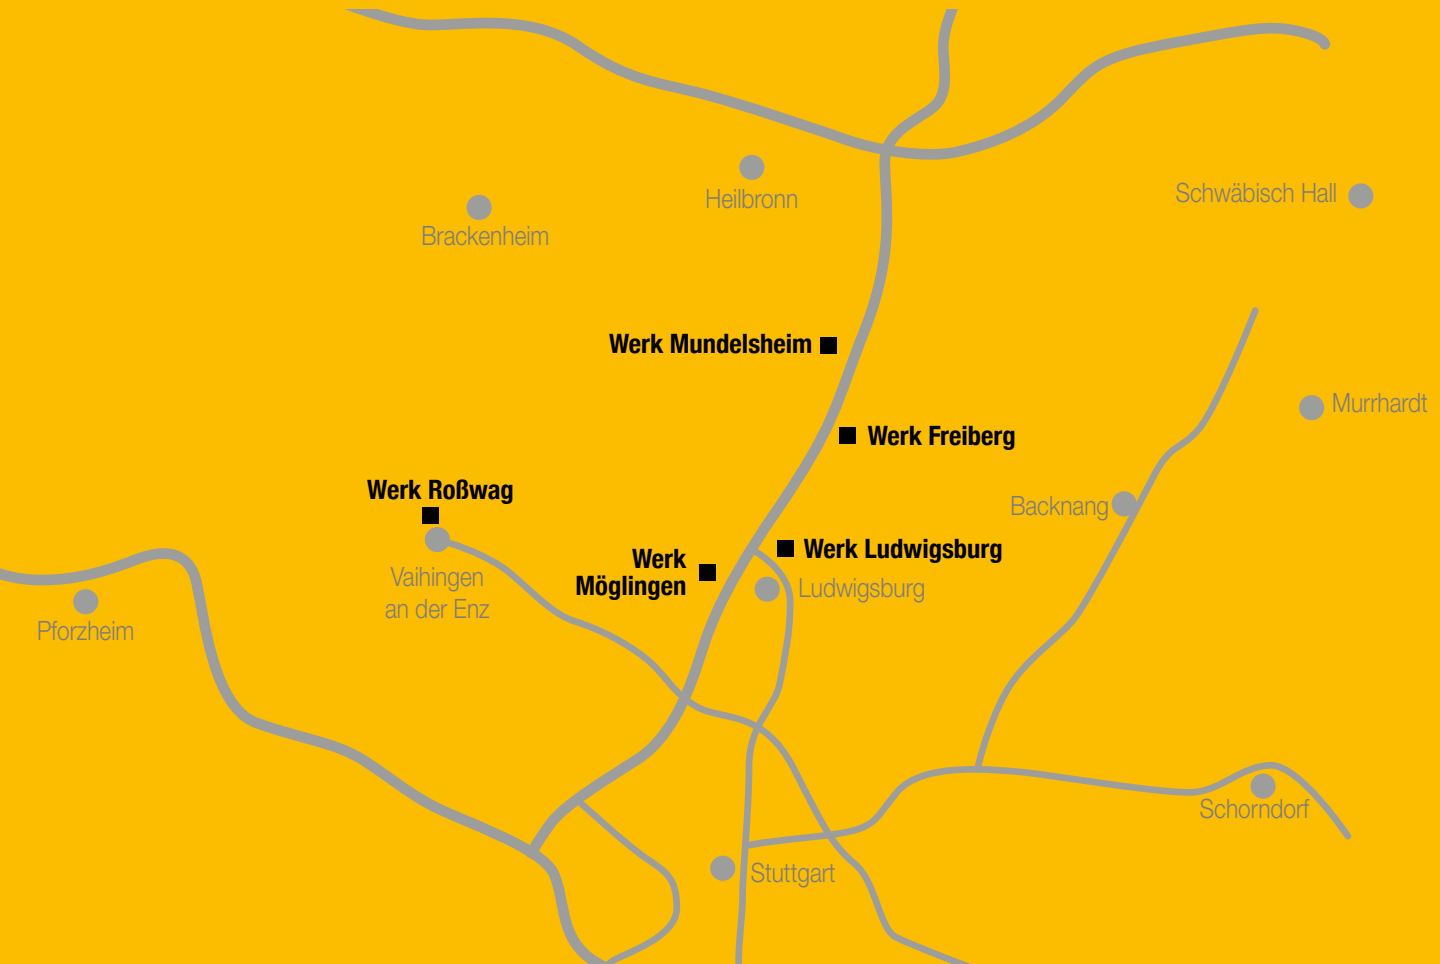 Heilbronn
Schwäbisch Hall
Brackenheim
Werk Mundelsheim
Murrhardt
Werk Freiberg
Werk Roßwag
Backnang
Werk Ludwigsburg
Werk
Möglingen
Vaihingen
an der Enz
Ludwigsburg
Pforzheim
Schorndorf
Stuttgart